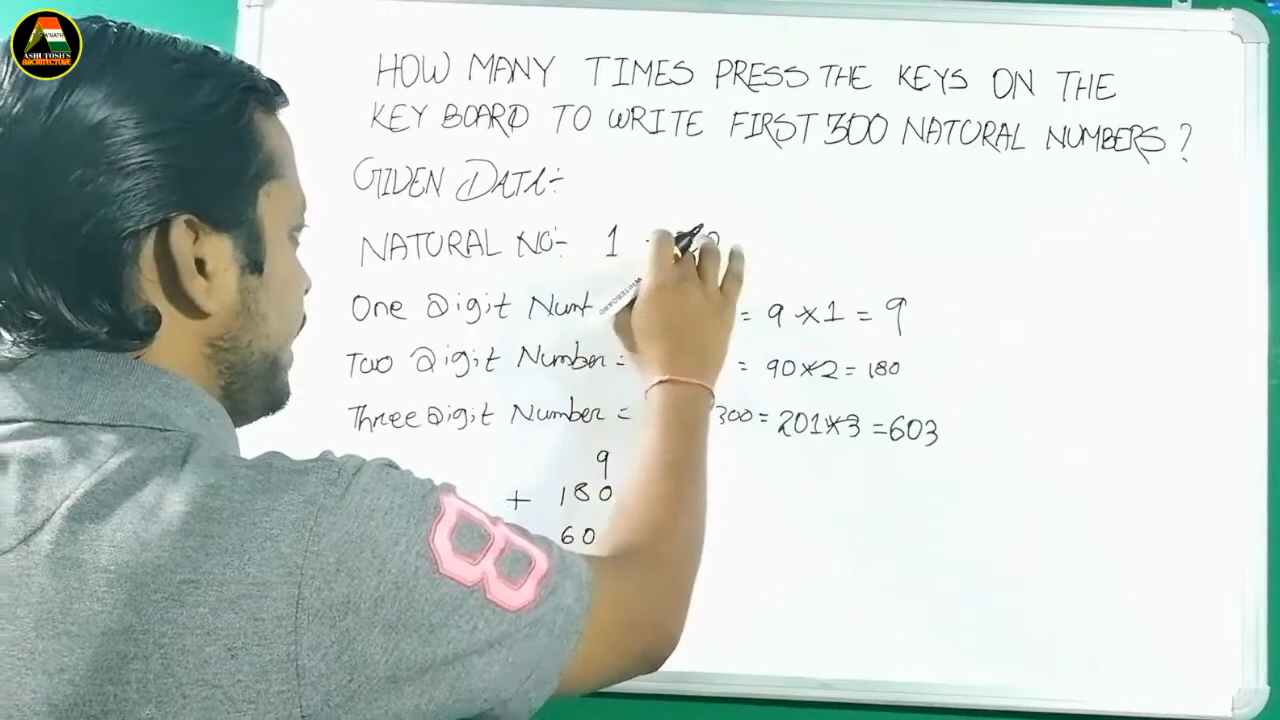 ASHUTOSH'S
ARCHITECTURE
HOW MANY TIMES PRESS THE KEYS ON THE
KEY BOARD TO WRITE FIRST 300 NATURAL NUMBERS?
GIVEN DATA:-
NATURAL NO:- 1
One Digit = 9 × 1 = 9
Two Digit Number = = 90×2 = 180
Three Digit Number = 300 = 201×3 = 603
9
+ 180
60